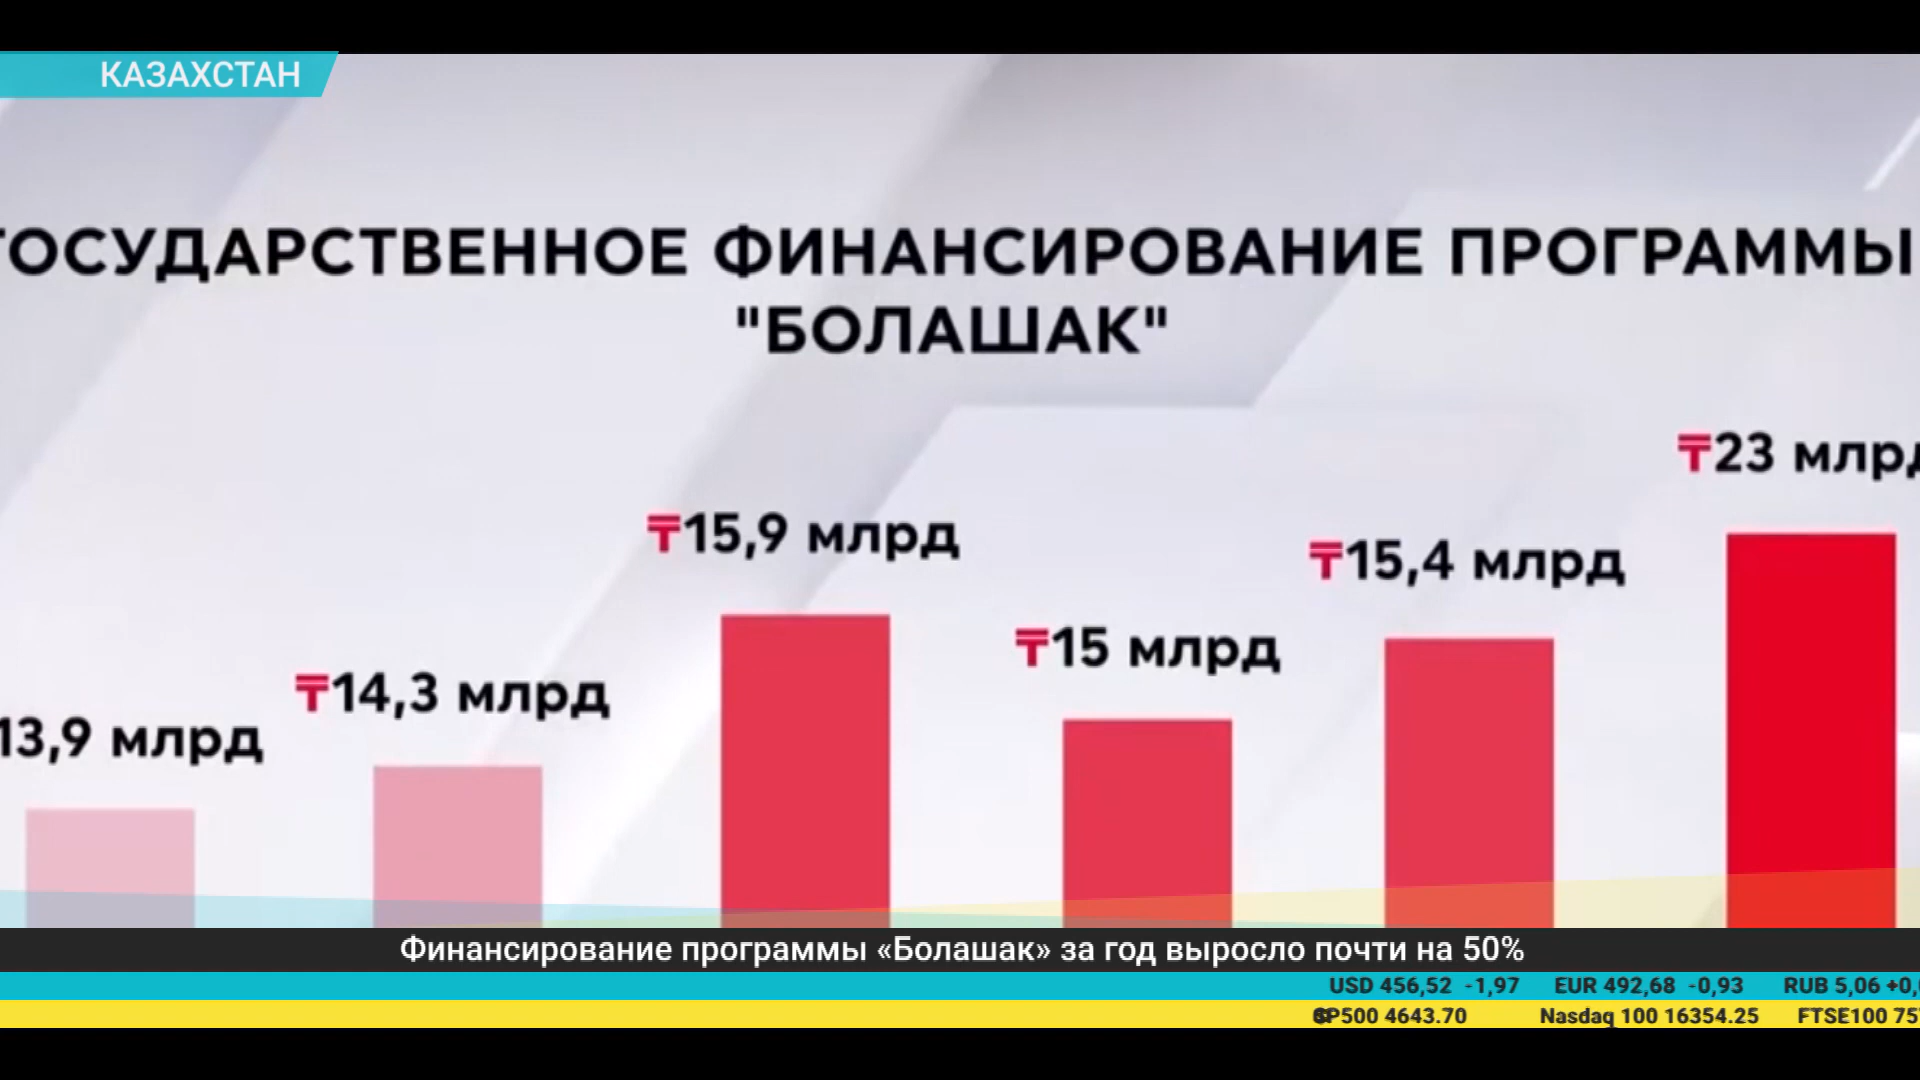 КАЗАХСТАН
ГОСУДАРСТВЕННОЕ ФИНАНСИРОВАНИЕ ПРОГРАММЫ
"БОЛАШАК"
₸23 млрд
₸15,9 млрд
₸15,4 млрд
₸15 млрд
₸14,3 млрд
13,9 млрд
Финансирование программы «Болашак» за год выросло почти на 50%
USD 456,52 -1,97 EUR 492,68 -0,93 RUB 5,06
SP500 4643.70 Nasdaq 100 16354.25 FTSE100